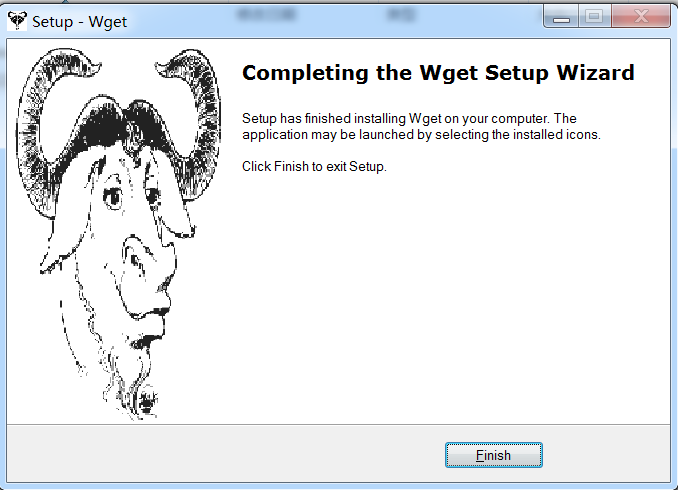 Setup - Wget
Completing the Wget Setup Wizard
Setup has finished installing Wget on your computer. The
application may be launched by selecting the installed icons.
Click Finish to exit Setup.
Finish